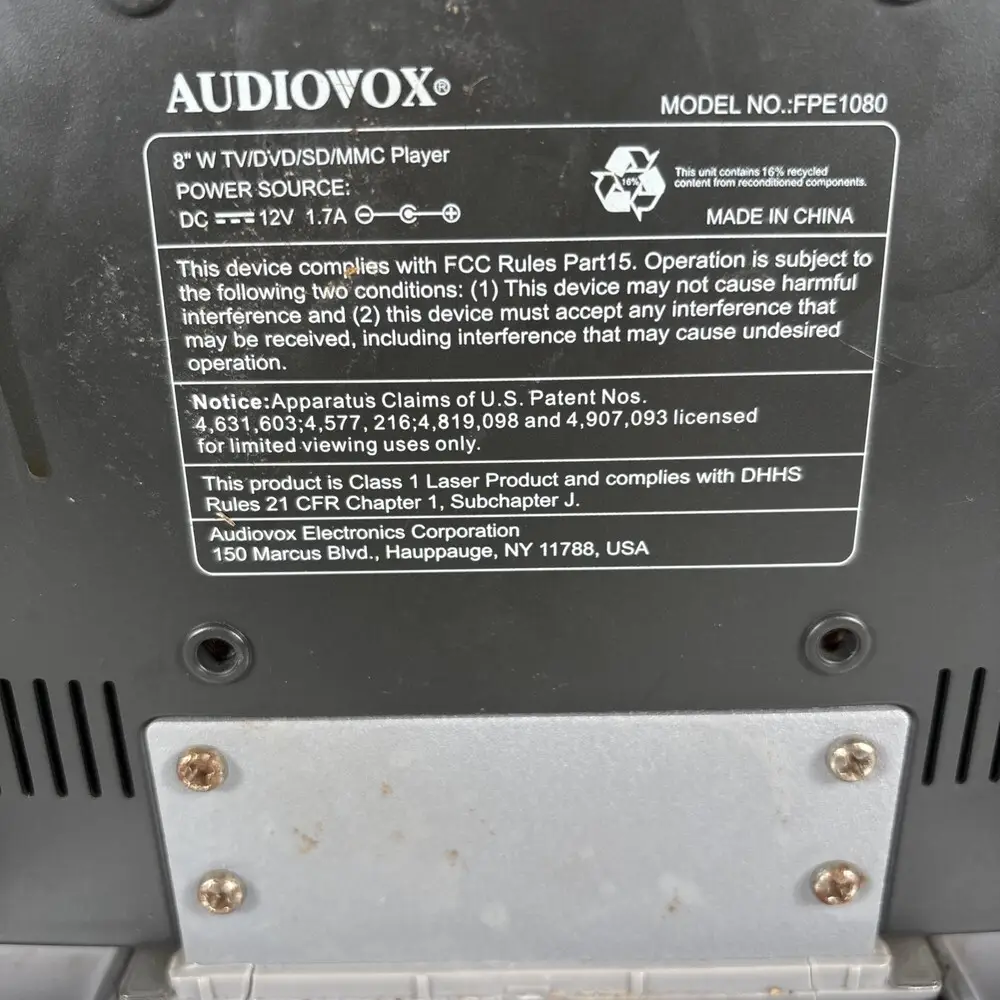 AUDIOVOX®
MODEL NO.:FPE1080
8" W TV/DVD/SD/MMC Player
POWER SOURCE:
DC 12V 1.7A
16%
This unit contains 16% recycled
content from reconditioned components.
MADE IN CHINA
This device complies with FCC Rules Part15. Operation is subject to
the following two conditions: (1) This device may not cause harmful
interference and (2) this device must accept any interference that
may be received, including interference that may cause undesired
operation.
Notice:Apparatus Claims of U.S. Patent Nos.
4,631,603;4,577, 216;4,819,098 and 4,907,093 licensed
for limited viewing uses only.
This product is Class 1 Laser Product and complies with DHHS
Rules 21 CFR Chapter 1, Subchapter J.
Audiovox Electronics Corporation
150 Marcus Blvd., Hauppauge, NY 11788, USA